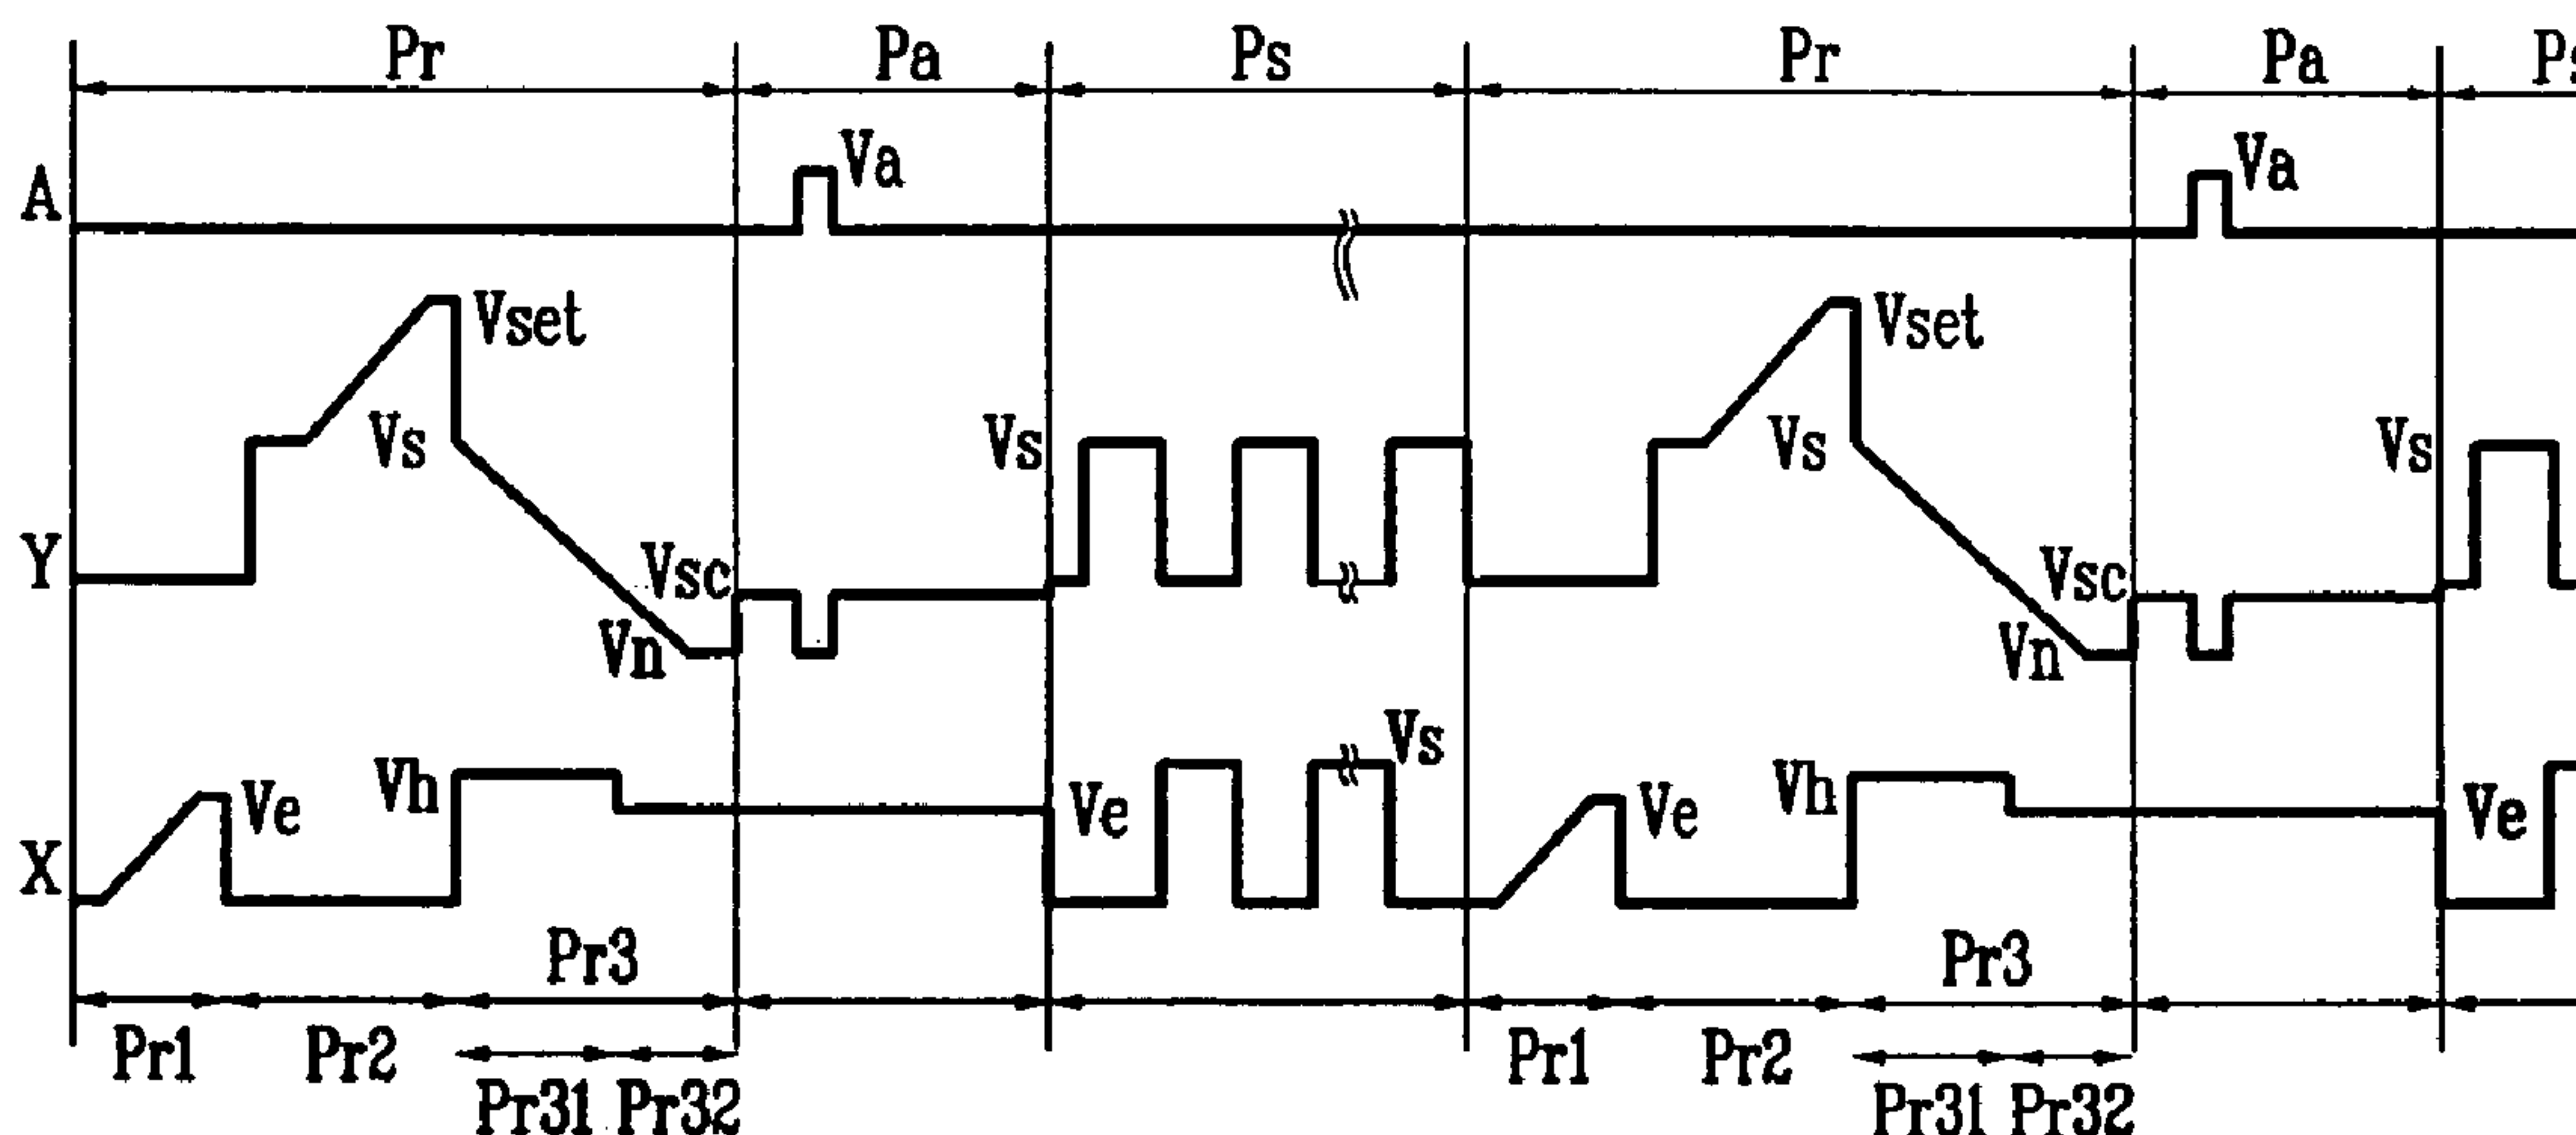 Pr Pa Ps Pr Pa Ps
A Va Va
Vset Vset
Vs Vs Vs Vs
Y Vsc Vsc
Vn Vn
Vs
Ve Vh Ve Ve Vh Ve
X
Pr3 Pr3
Pr1 Pr2 Pr1 Pr2
Pr31 Pr32 Pr31 Pr32